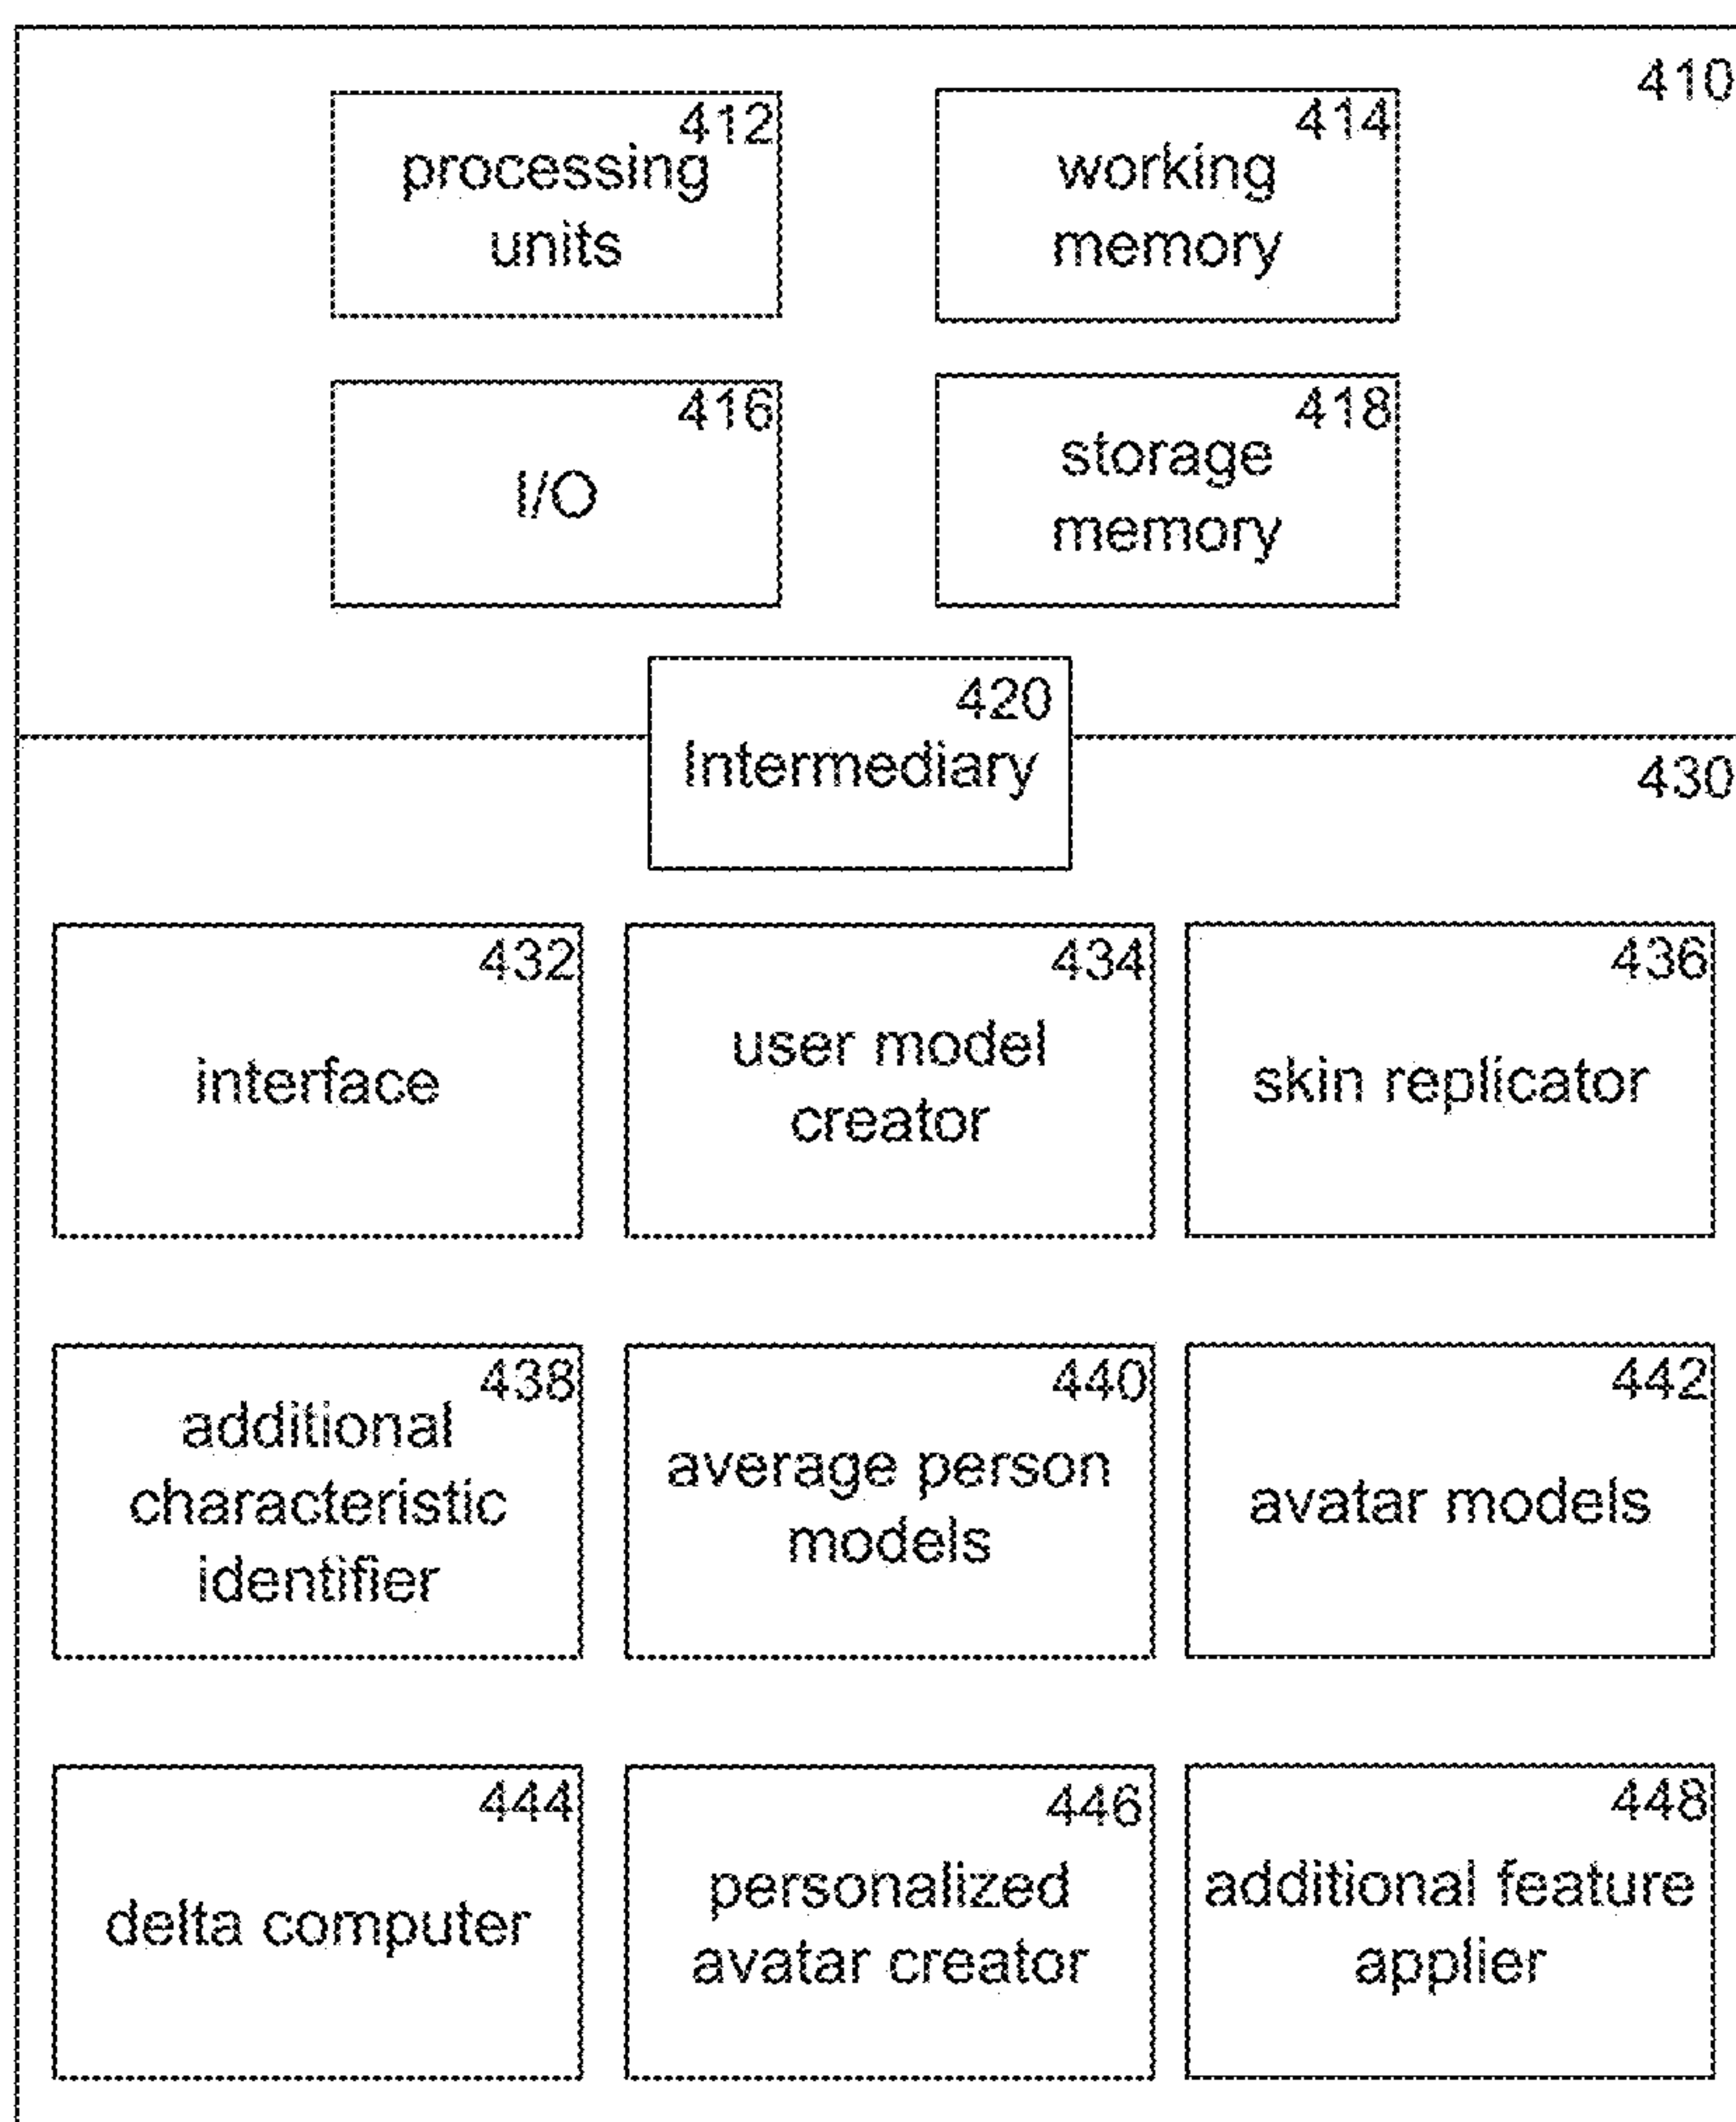 410
412
processing
units
414
working
memory
416
I/O
418
storage
memory
420
Intermediary
430
432
interface
434
user model
creator
436
skin replicator
438
additional
characteristic
identifier
440
average person
models
442
avatar models
444
delta computer
446
personalized
avatar creator
448
additional feature
applier